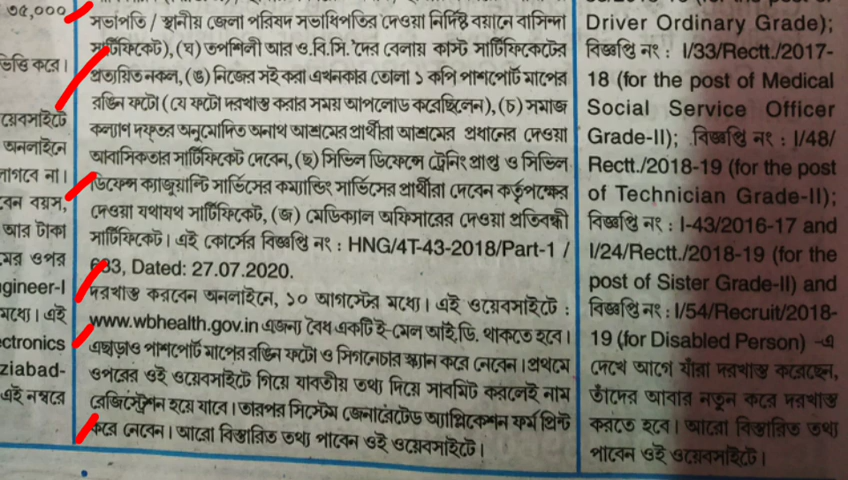 ৩৫,০০০
ভিত্তি করে।
ওয়েবসাইটে
অনলাইনে
লাগবে না।
বয়স,
আর টাকা
ওপর
gineer-I
মধ্যে। এই
ectronics
ziabad-
এই নম্বরে
সভাপতি / স্থানীয় জেলা পরিষদ সভাধিপতির দেওয়া নির্দিষ্ট বয়ানে বাসিন্দা
সার্টিফিকেট), (ঘ) তপশিলী আর ও.বি.সি.'দের বেলায় কাস্ট সার্টিফিকেটের
প্রত্যয়িত নকল, (ঙ) নিজের সই করা এখনকার তোলা ১ কপি পাশপোর্ট মাপের
রঙিন ফটো (যে ফটো দরখাস্ত করার সময় আপলোড করেছিলেন), (চ) সমাজ
কল্যাণ দফ্তর অনুমোদিত অনাথ আশ্রমের প্রার্থীরা আশ্রমের প্রধানের দেওয়া
আবাসিকতার সার্টিফিকেট দেবেন, (ছ) সিভিল ডিফেন্স ট্রেনিং প্রাপ্ত ও সিভিল
ডিফেন্স ক্যাজুয়াল্টি সার্ভিসের কম্যান্ডিং সার্ভিসের প্রার্থীরা দেবেন কর্তৃপক্ষের
দেওয়া যথাযথ সার্টিফিকেট, (জ) মেডিক্যাল অফিসারের দেওয়া প্রতিবন্ধী
সার্টিফিকেট। এই কোর্সের বিজ্ঞপ্তি নং : HNG/4T-43-2018/Part-1 /
633, Dated: 27.07.2020.
দরখাস্ত করবেন অনলাইনে, ১০ আগস্টের মধ্যে। এই ওয়েবসাইটে :
www.wbhealth.gov.in এজন্য বৈধ একটি ই-মেল আই.ডি. থাকতে হবে।
এছাড়াও পাশপোর্ট মাপের রঙিন ফটো ও সিগনেচার স্ক্যান করে নেবেন। প্রথমে
ওপরের ওই ওয়েবসাইটে গিয়ে যাবতীয় তথ্য দিয়ে সাবমিট করলেই নাম
রেজিস্ট্রেশন হয়ে যাবে। তারপর সিস্টেম জেনারেটেড অ্যাপ্লিকেশন ফর্ম প্রিন্ট
করে নেবেন। আরো বিস্তারিত তথ্য পাবেন ওই ওয়েবসাইটে।
Driver Ordinary Grade);
বিজ্ঞপ্তি নং : I/33/Rectt./2017-
18 (for the post of Medical
Social Service Officer
Grade-II); বিজ্ঞপ্তি নং : I/48/
Rectt./2018-19 (for the post
of Technician Grade-II);
বিজ্ঞপ্তি নং : I-43/2016-17 and
I/24/Rectt./2018-19 (for the
post of Sister Grade-II) and
বিজ্ঞপ্তি নং : I/54/Recruit/2018-
19 (for Disabled Person) -এ
দেখে আগে যাঁরা দরখাস্ত করেছেন,
তাঁদের আবার নতুন করে দরখাস্ত
করতে হবে। আরো বিস্তারিত তথ্য
পাবেন ওই ওয়েবসাইটে।